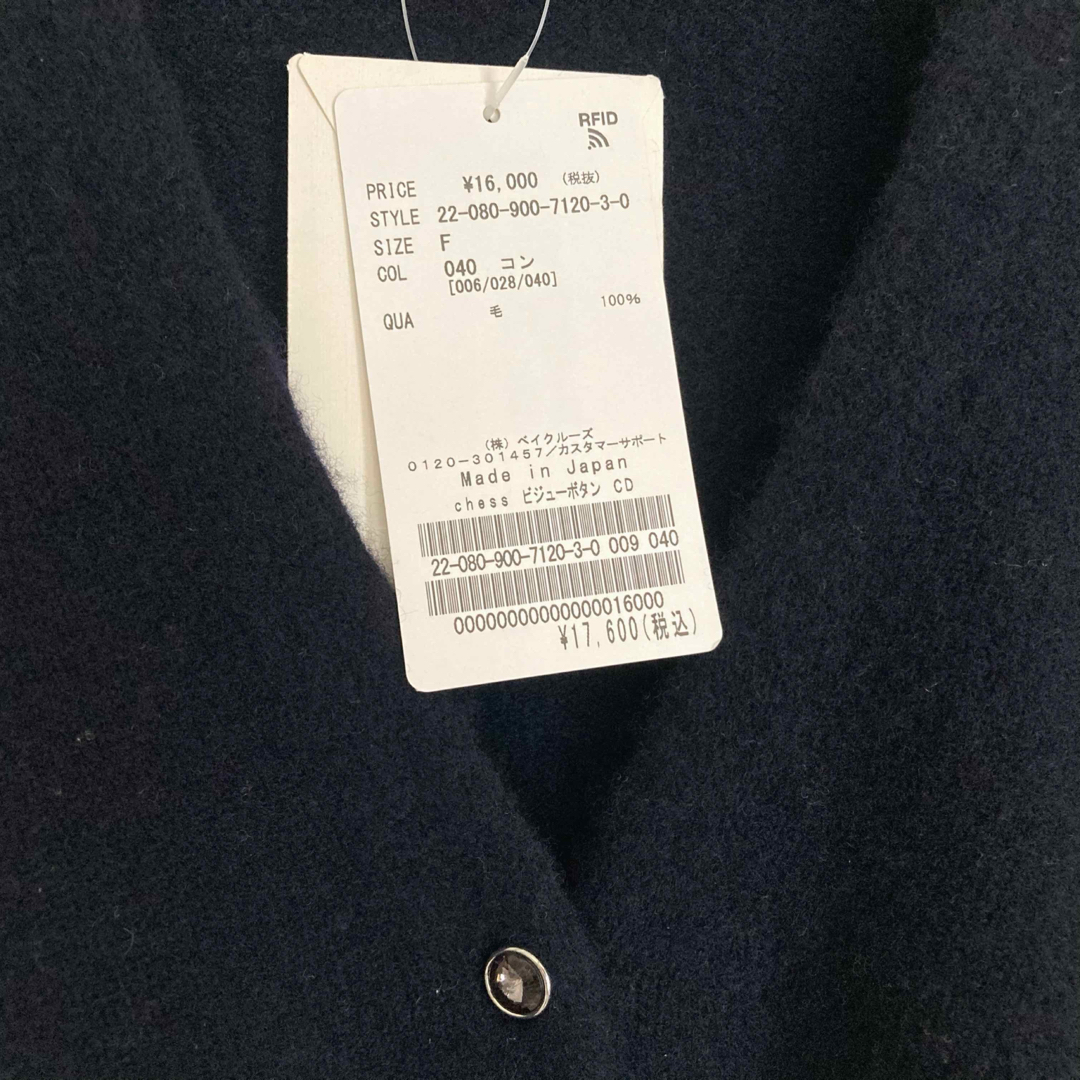 RFID
PRICE ¥16,000 (税抜)
STYLE 22-080-900-7120-3-0
SIZE F
COL 040 コン
[006/028/040]
QUA 毛 100%
(株) ベイクルーズ
0120-301457/カスタマーサポート
Made in Japan
chess ビジューボタン CD
22-080-900-7120-3-0 009 040
00000000000000016000
¥17,600(税込)